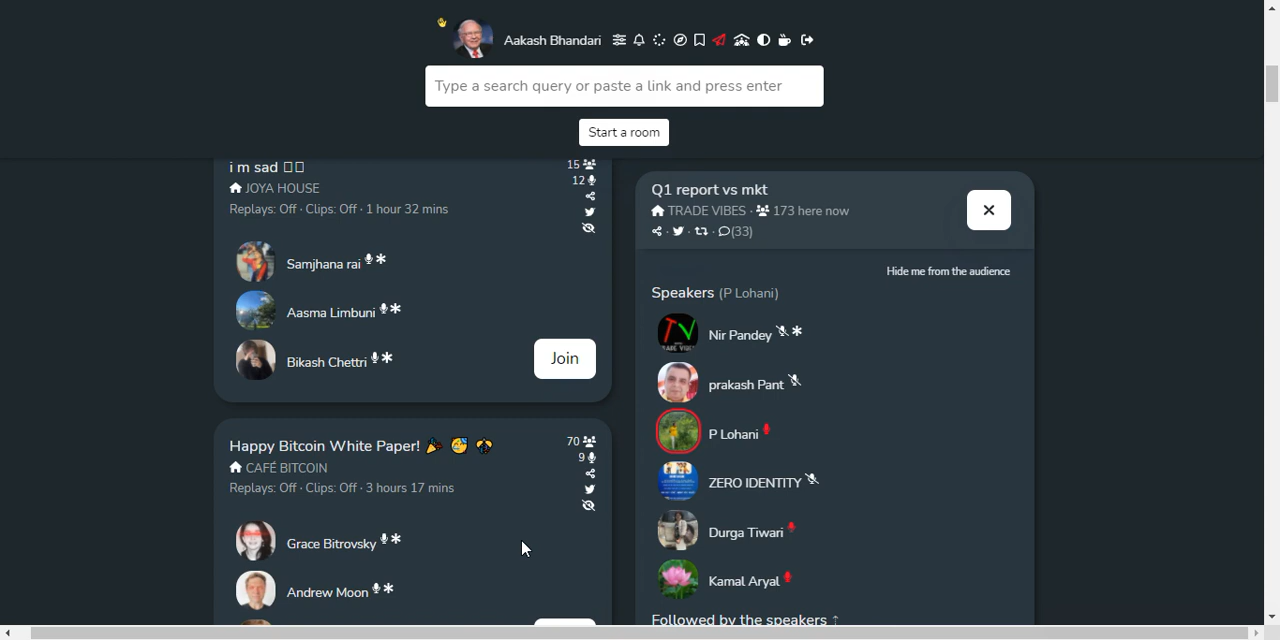 Aakash Bhandari
Type a search query or paste a link and press enter
Start a room
i m sad
15
12
JOYA HOUSE
Replays: Off · Clips: Off · 1 hour 32 mins
Samjhana rai
Aasma Limbuni
Bikash Chettri
Join
Happy Bitcoin White Paper! 🎉 🥳
70
9
CAFÉ BITCOIN
Replays: Off · Clips: Off · 3 hours 17 mins
Grace Bitrovsky
Andrew Moon
Q1 report vs mkt
TRADE VIBES · 173 here now
(33)
Hide me from the audience
Speakers (P Lohani)
TV
Nir Pandey
prakash Pant
P Lohani
ZERO IDENTITY
Durga Tiwari
Kamal Aryal
Followed by the speakers ↑